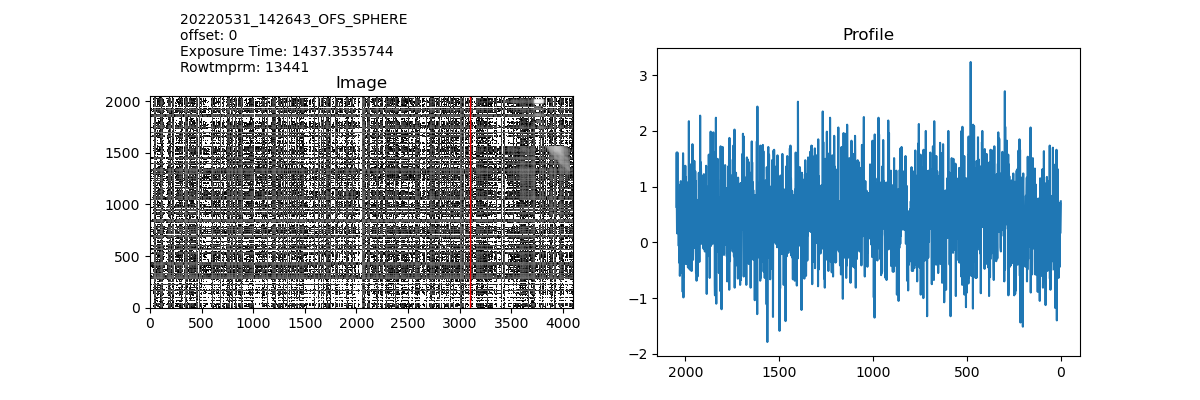 20220531_142643_OFS_SPHERE
offset: 0
Exposure Time: 1437.3535744
Rowtmprm: 13441
Image
2000
1500
1000
500
0
0 500 1000 1500 2000 2500 3000 3500 4000
Profile
3
2
1
0
−1
−2
2000 1500 1000 500 0